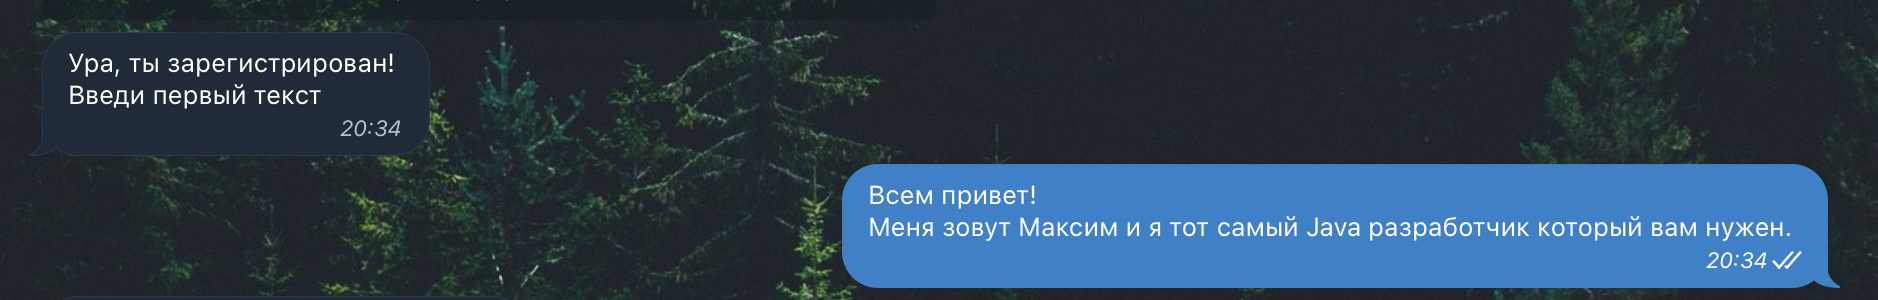 Ура, ты зарегистрирован!
Введи первый текст
20:34
Всем привет!
Меня зовут Максим и я тот самый Java разработчик который вам нужен.
20:34